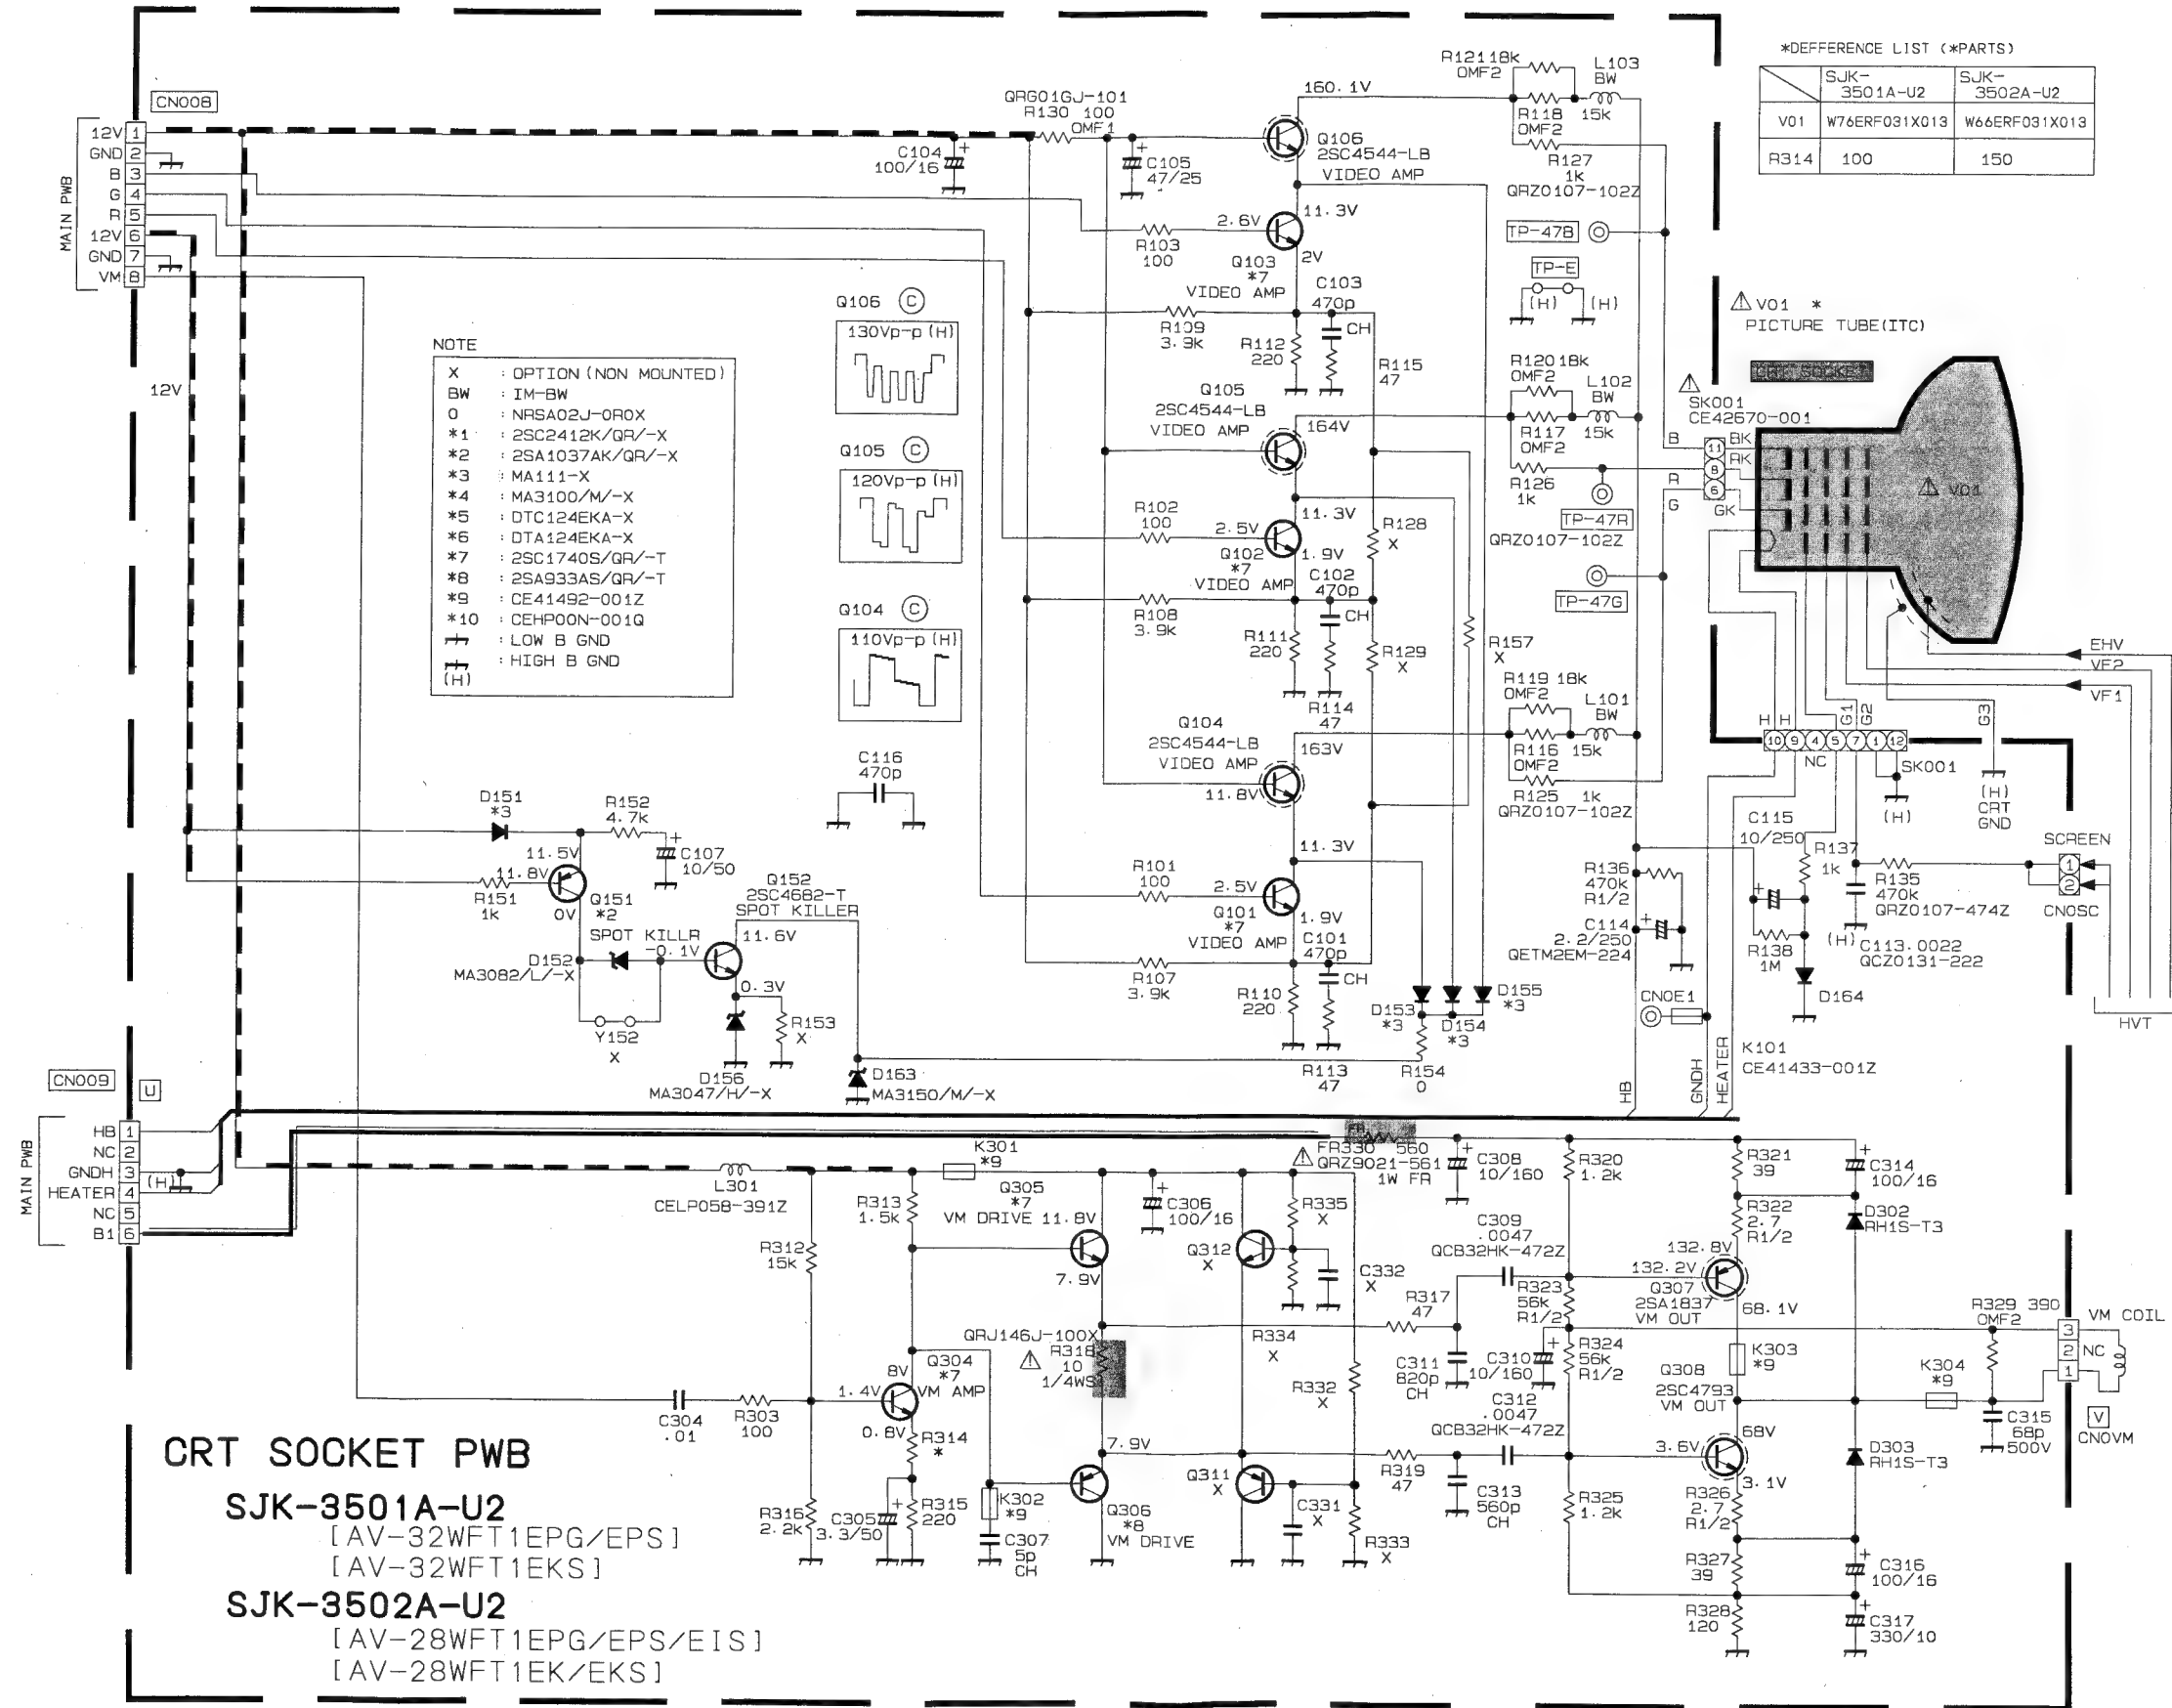 *DEFFERENCE LIST (*PARTS)
SJK-3501A-U2
SJK-3502A-U2
V01 W76ERF031X013 W66ERF031X013
R314 100 150
CN008
MAIN PWB
12V 1
GND 2
B 3
G 4
R 5
12V 6
GND 7
VM 8
12V
C104
100/16
QRG01GJ-101
R130 100
OMF1
C105
47/25
160.1V
Q106
2SC4544-LB
VIDEO AMP
R121 18k
OMF2
L103
BW
R118 15k
OMF2
R127
1k
QRZ0107-102Z
R103
100
2.6V
11.3V
2V
Q103
*7
VIDEO AMP
C103
470p
CH
R109
3.9k
R112
220
R115
47
TP-47B
TP-E
(H) (H)
V01 *
PICTURE TUBE(ITC)
CRT SOCKET
V01
NOTE
X : OPTION (NON MOUNTED)
BW : IM-BW
0 : NRSA02J-0R0X
*1 : 2SC2412K/QR/-X
*2 : 2SA1037AK/QR/-X
*3 : MA111-X
*4 : MA3100/M/-X
*5 : DTC124EKA-X
*6 : DTA124EKA-X
*7 : 2SC1740S/QR/-T
*8 : 2SA933AS/QR/-T
*9 : CE41492-001Z
*10 : CEHP00N-001Q
: LOW B GND
: HIGH B GND
(H)
Q106 C
130Vp-p (H)
Q105 C
120Vp-p (H)
Q104 C
110Vp-p (H)
Q105
2SC4544-LB
VIDEO AMP
164V
R120 18k
OMF2
L102
BW
R117 15k
OMF2
R126
1k
TP-47R
QRZ0107-102Z
TP-47G
SK001
CE42570-001
B 11 BK
R 8 RK
G 6 GK
R102
100
2.5V
11.3V
1.9V
Q102
*7
VIDEO AMP
C102
470p
CH
R128
X
R108
3.9k
R111
220
R129
X
R114
47
R157
X
R119 18k
OMF2
L101
BW
R116 15k
OMF2
R125 1k
QRZ0107-102Z
Q104
2SC4544-LB
VIDEO AMP
163V
11.8V
C116
470p
EHV
VF2
VF1
HVT
H H G1 G2 G3
10 9 4 5 7 1 12
NC
SK001
(H)
(H)
CRT
GND
SCREEN
1
2
CNOSC
D151
*3
R152
4.7k
C107
10/50
11.5V
11.8V
R151
1k
0V
Q151
*2
SPOT KILLR
Q152
2SC4682-T
SPOT KILLER
11.6V
-0.1V
0.3V
D152
MA3082/L/-X
Y152
X
R153
X
D156
MA3047/H/-X
D163
MA3150/M/-X
R101
100
2.5V
11.3V
1.9V
Q101
*7
VIDEO AMP
C101
470p
CH
R107
3.9k
R110
220
R113
47
D153
*3
D154
*3
D155
*3
R154
0
R136
470k
R1/2
C114
2.2/250
QETM2EM-224
C115
10/250
R137
1k
R135
470k
QRZ0107-474Z
R138
1M
(H)
C113.0022
QCZ0131-222
D164
CNOE1
HB
GNDH
HEATER
K101
CE41433-001Z
CN009
U
MAIN PWB
HB 1
NC 2
GNDH 3
(H)
HEATER 4
NC 5
B1 6
L301
CELP058-391Z
R313
1.5k
K301
*9
Q305
*7
VM DRIVE 11.8V
7.9V
C306
100/16
FR
FR330 560
QRZ9021-561
1W FR
C308
10/160
R320
1.2k
R321
39
C314
100/16
R335
X
Q312
X
C332
X
C309
.0047
QCB32HK-472Z
R322
2.7
R1/2
D302
RH1S-T3
R312
15k
132.8V
132.2V
Q307
2SA1837
VM OUT
68.1V
R317
47
R323
56k
R1/2
R329 390
OMF2
VM COIL
3
2 NC
1
V
CNOVM
QRJ146J-100X
R318
10
1/4WS
R334
X
R332
X
C311
820p
CH
C310
10/160
R324
56k
R1/2
K303
*9
K304
*9
8V
Q304
*7
VM AMP
1.4V
0.8V
C304
.01
R303
100
R314
*
C312
.0047
QCB32HK-472Z
Q308
2SC4793
VM OUT
68V
3.6V
3.1V
C315
68p
500V
7.9V
Q306
*8
VM DRIVE
Q311
X
C331
X
R333
X
R319
47
C313
560p
CH
R325
1.2k
R326
2.7
R1/2
D303
RH1S-T3
R316
2.2k
C305
3.3/50
R315
220
K302
*9
C307
5p
CH
R327
39
C316
100/16
R328
120
C317
330/10
CRT SOCKET PWB
SJK-3501A-U2
[AV-32WFT1EPG/EPS]
[AV-32WFT1EKS]
SJK-3502A-U2
[AV-28WFT1EPG/EPS/EIS]
[AV-28WFT1EK/EKS]